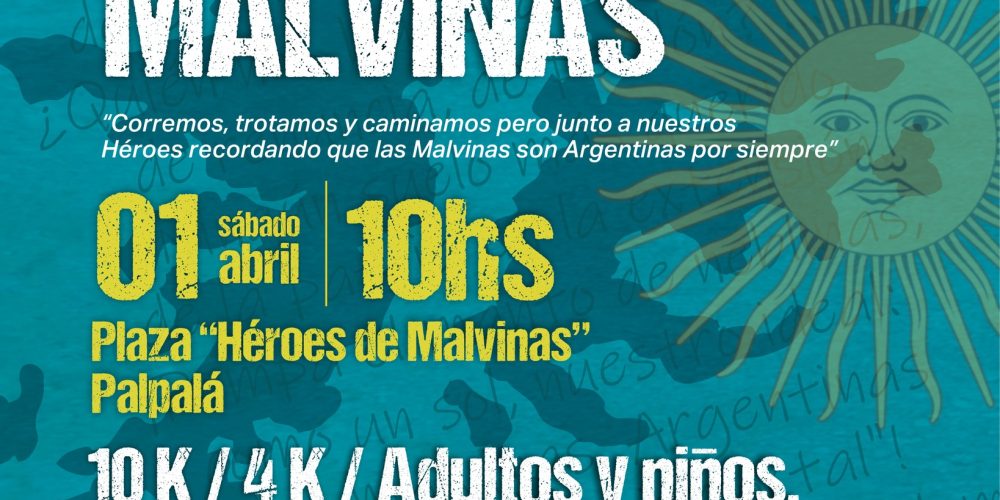 MALVINAS
“Corremos, trotamos y caminamos pero junto a nuestros
Héroes recordando que las Malvinas son Argentinas por siempre”
01 sábado abril 10hs
Plaza “Héroes de Malvinas”
Palpalá
10 K / 4 K / Adultos y niños.